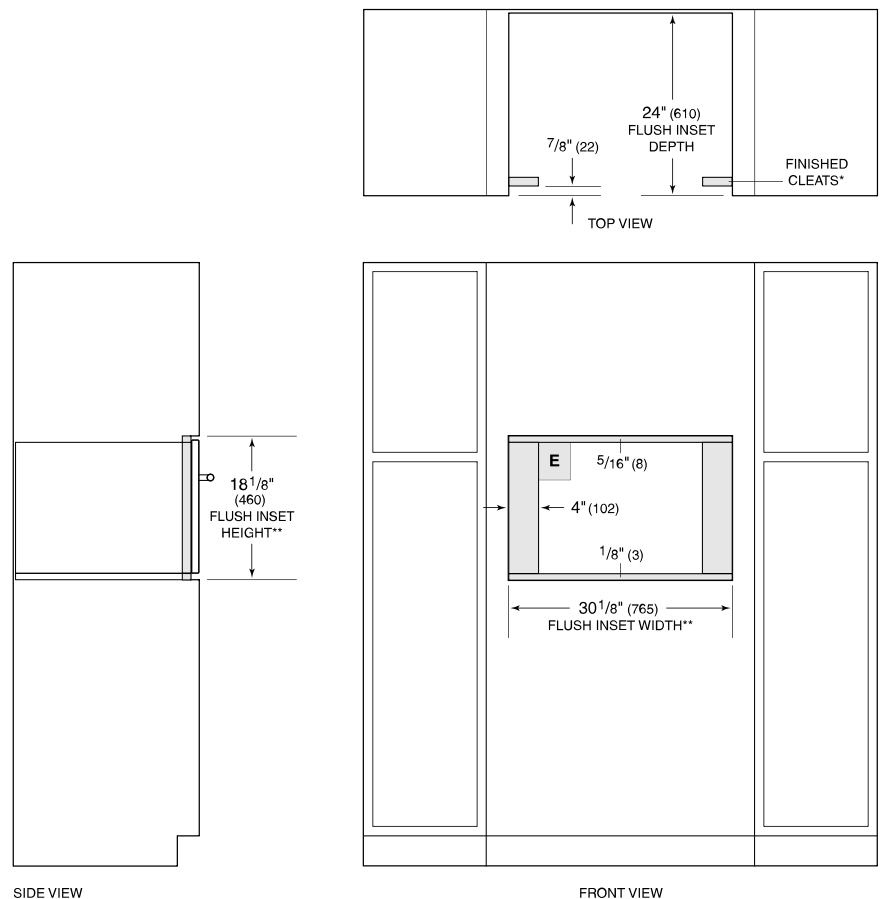 24" (610)
FLUSH INSET
DEPTH
7/8" (22)
FINISHED
CLEATS*
TOP VIEW
18 1/8"
(460)
FLUSH INSET
HEIGHT**
E
5/16" (8)
4" (102)
1/8" (3)
30 1/8" (765)
FLUSH INSET WIDTH**
SIDE VIEW
FRONT VIEW